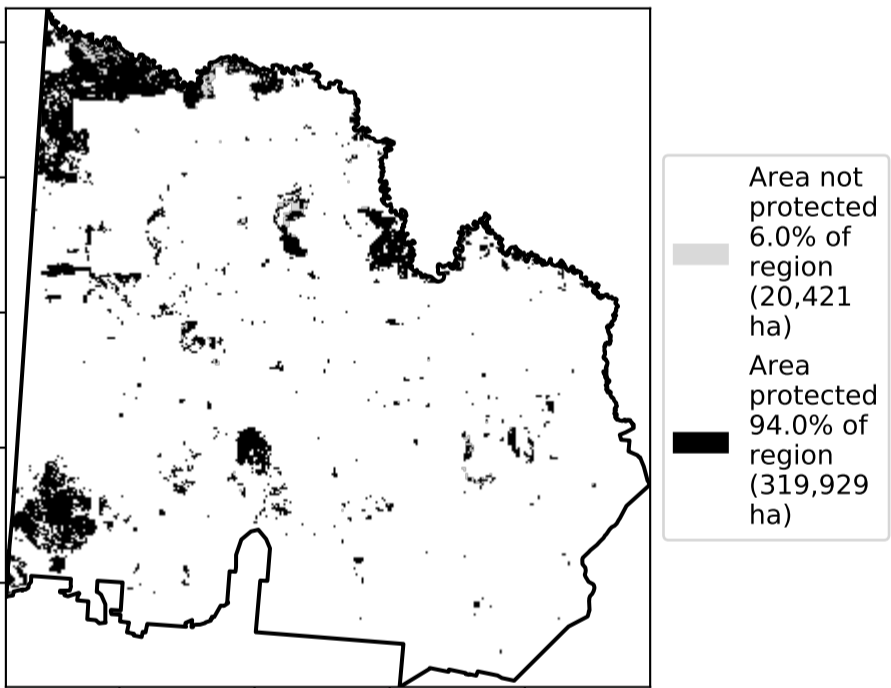 Area not
protected
6.0% of
region
(20,421
ha)
Area
protected
94.0% of
region
(319,929
ha)